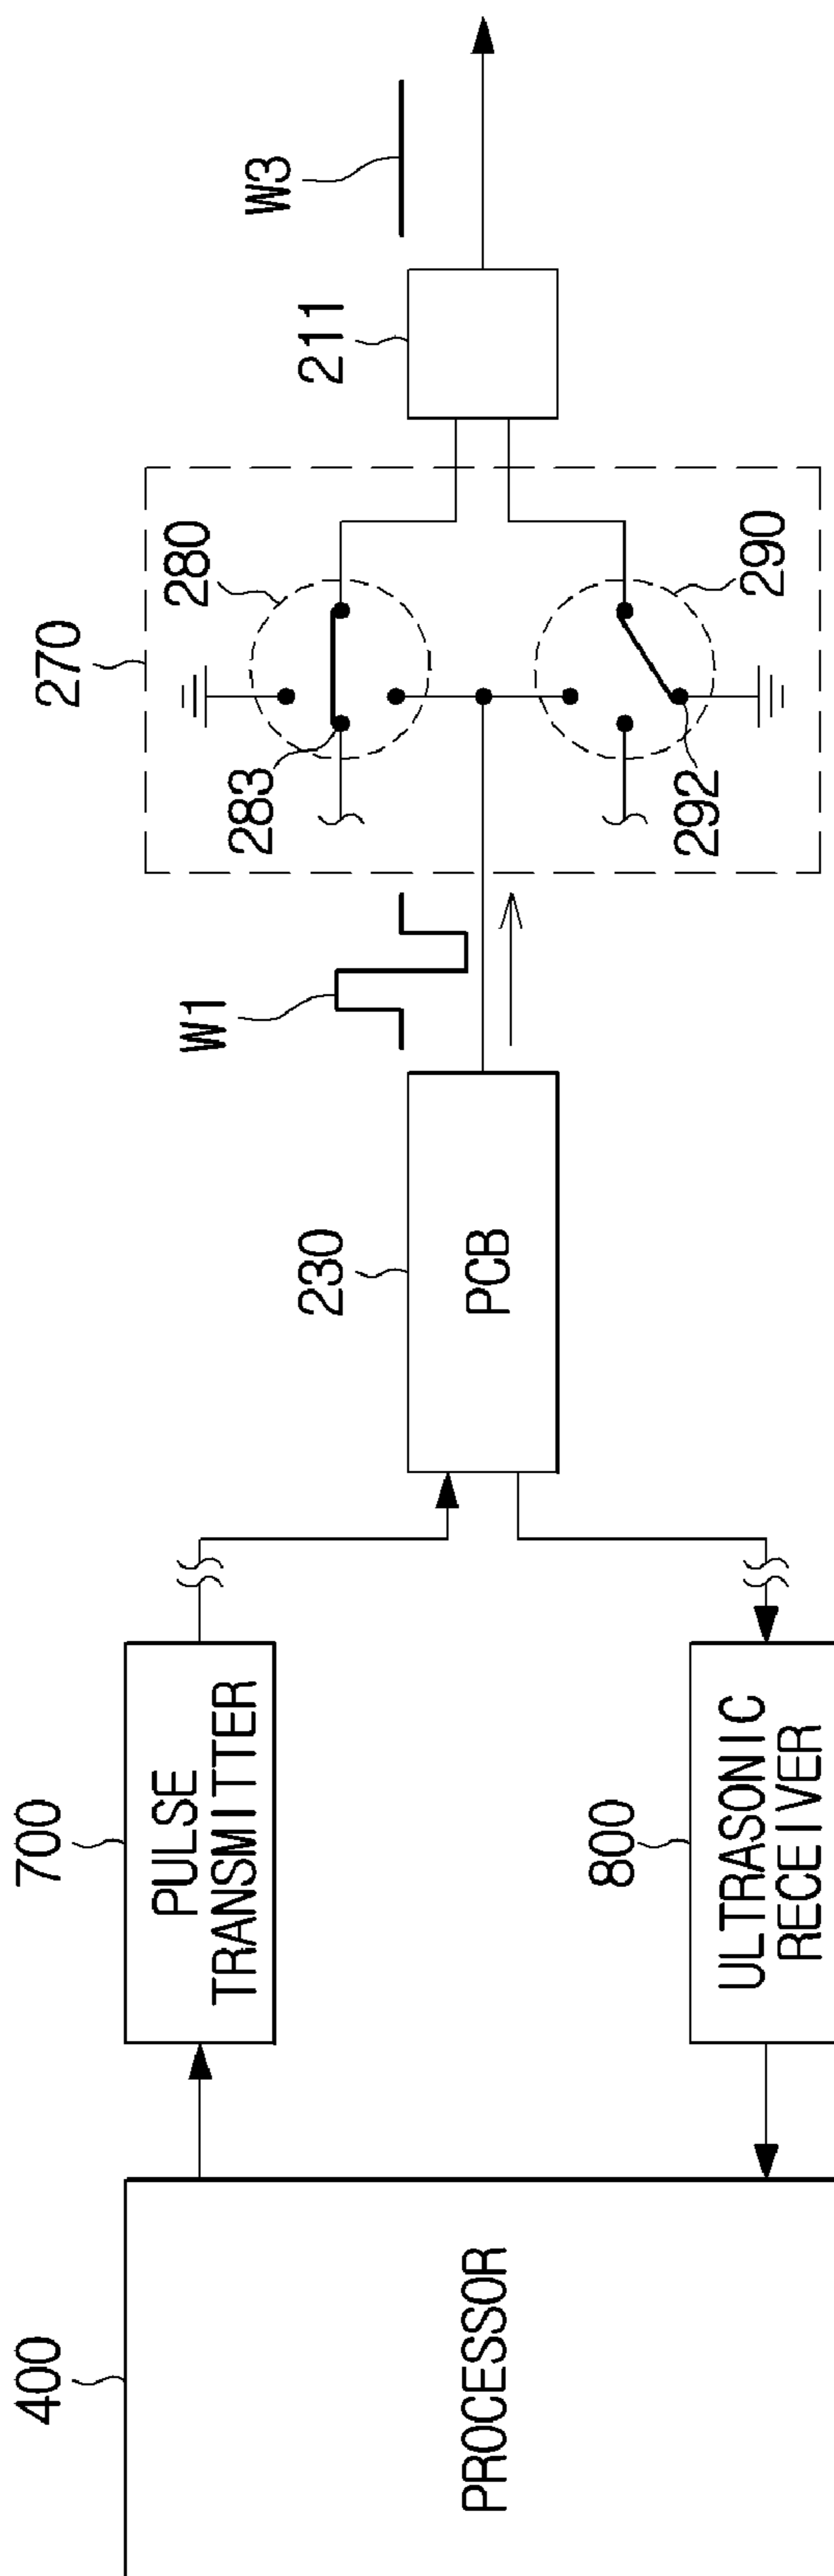 400
PROCESSOR
700
PULSE
TRANSMITTER
800
ULTRASONIC
RECEIVER
230
PCB
W1
270
280
283
290
292
211
W3